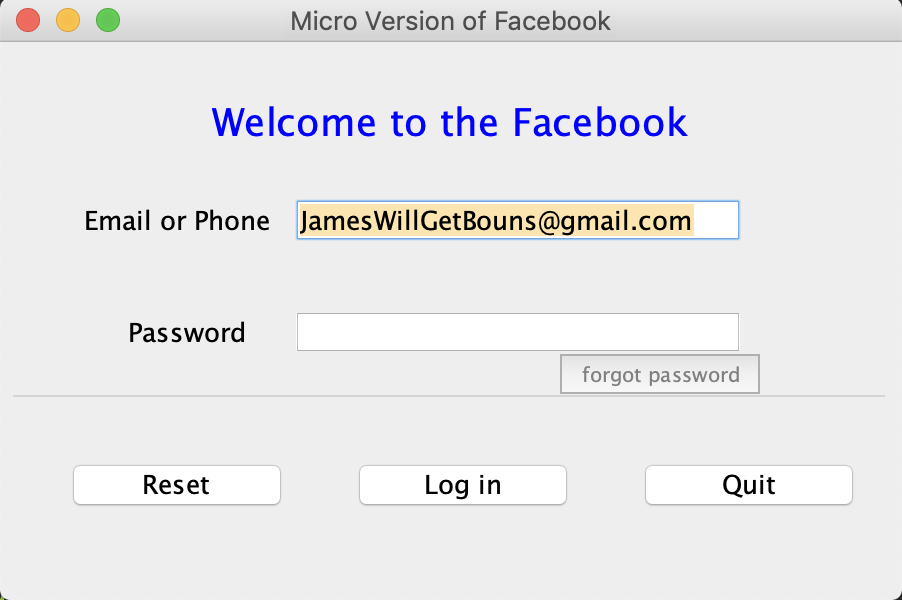 Micro Version of Facebook
Welcome to the Facebook
Email or Phone JamesWillGetBouns@gmail.com
Password
forgot password
Reset Log in Quit